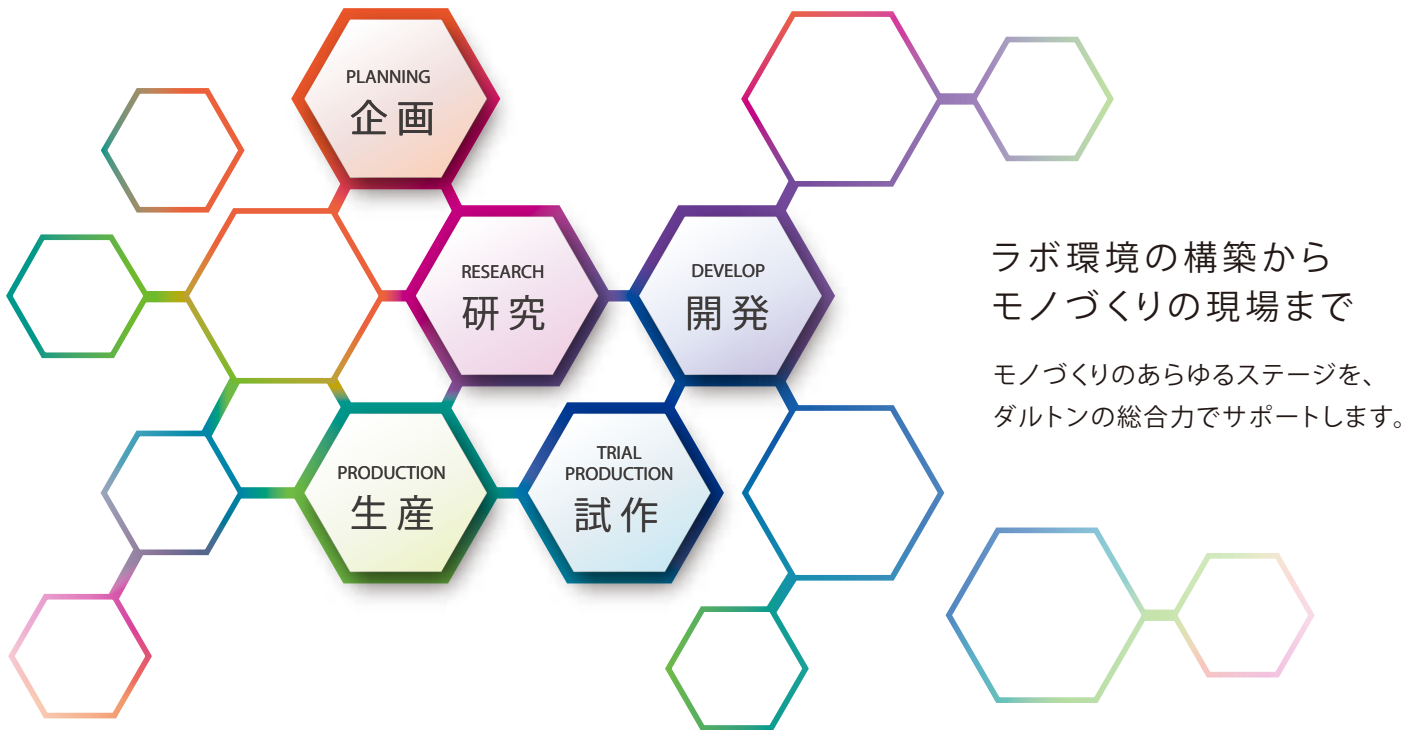 PLANNING
企画
RESEARCH
研究
DEVELOP
開発
PRODUCTION
生産
TRIAL
PRODUCTION
試作
ラボ環境の構築から
モノづくりの現場まで
モノづくりのあらゆるステージを、
ダルトンの総合力でサポートします。